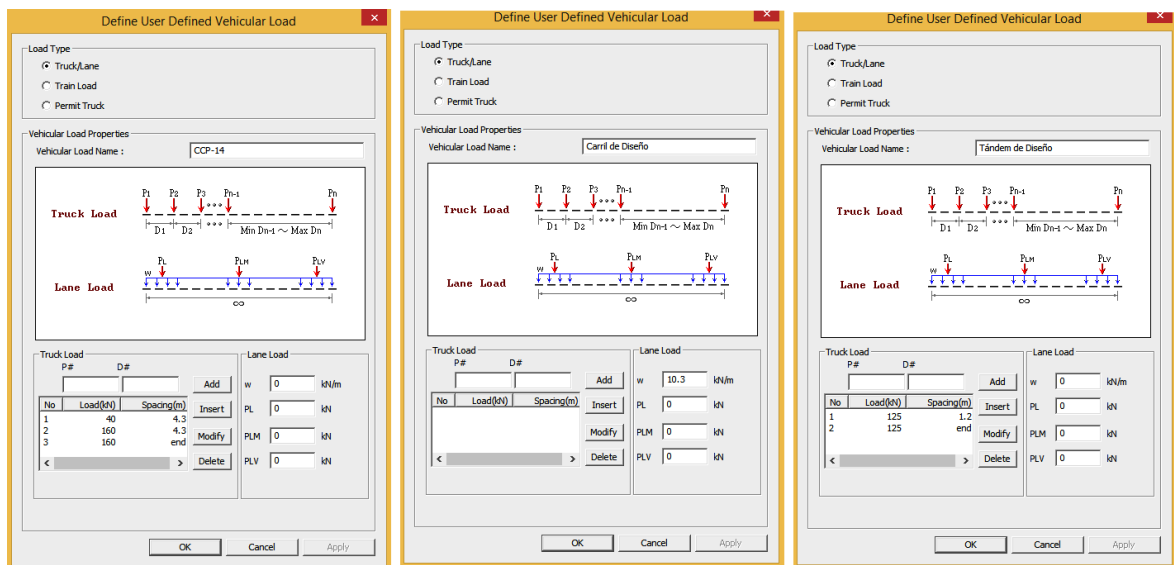 Define User Defined Vehicular Load
Load Type
Truck/Lane
Train Load
Permit Truck
Vehicular Load Properties
Vehicular Load Name :
CCP-14
P1 P2 P3 Pn-1 Pn
Truck Load
D1 D2 Min Dn-1 ~ Max Dn
PL PLM PLV
w
Lane Load
∞
Truck Load
P# D#
Add
No Load(kN) Spacing(m)
Insert
1 40 4.3
2 160 4.3
Modify
3 160 end
Delete
Lane Load
w 0 kN/m
PL 0 kN
PLM 0 kN
PLV 0 kN
OK Cancel Apply
Define User Defined Vehicular Load
Load Type
Truck/Lane
Train Load
Permit Truck
Vehicular Load Properties
Vehicular Load Name :
Carril de Diseño
P1 P2 P3 Pn-1 Pn
Truck Load
D1 D2 Min Dn-1 ~ Max Dn
PL PLM PLV
w
Lane Load
∞
Truck Load
P# D#
Add
No Load(kN) Spacing(m)
Insert
Modify
Delete
Lane Load
w 10.3 kN/m
PL 0 kN
PLM 0 kN
PLV 0 kN
OK Cancel Apply
Define User Defined Vehicular Load
Load Type
Truck/Lane
Train Load
Permit Truck
Vehicular Load Properties
Vehicular Load Name :
Tándem de Diseño
P1 P2 P3 Pn-1 Pn
Truck Load
D1 D2 Min Dn-1 ~ Max Dn
PL PLM PLV
w
Lane Load
∞
Truck Load
P# D#
Add
No Load(kN) Spacing(m)
Insert
1 125 1.2
2 125 end
Modify
Delete
Lane Load
w 0 kN/m
PL 0 kN
PLM 0 kN
PLV 0 kN
OK Cancel Apply